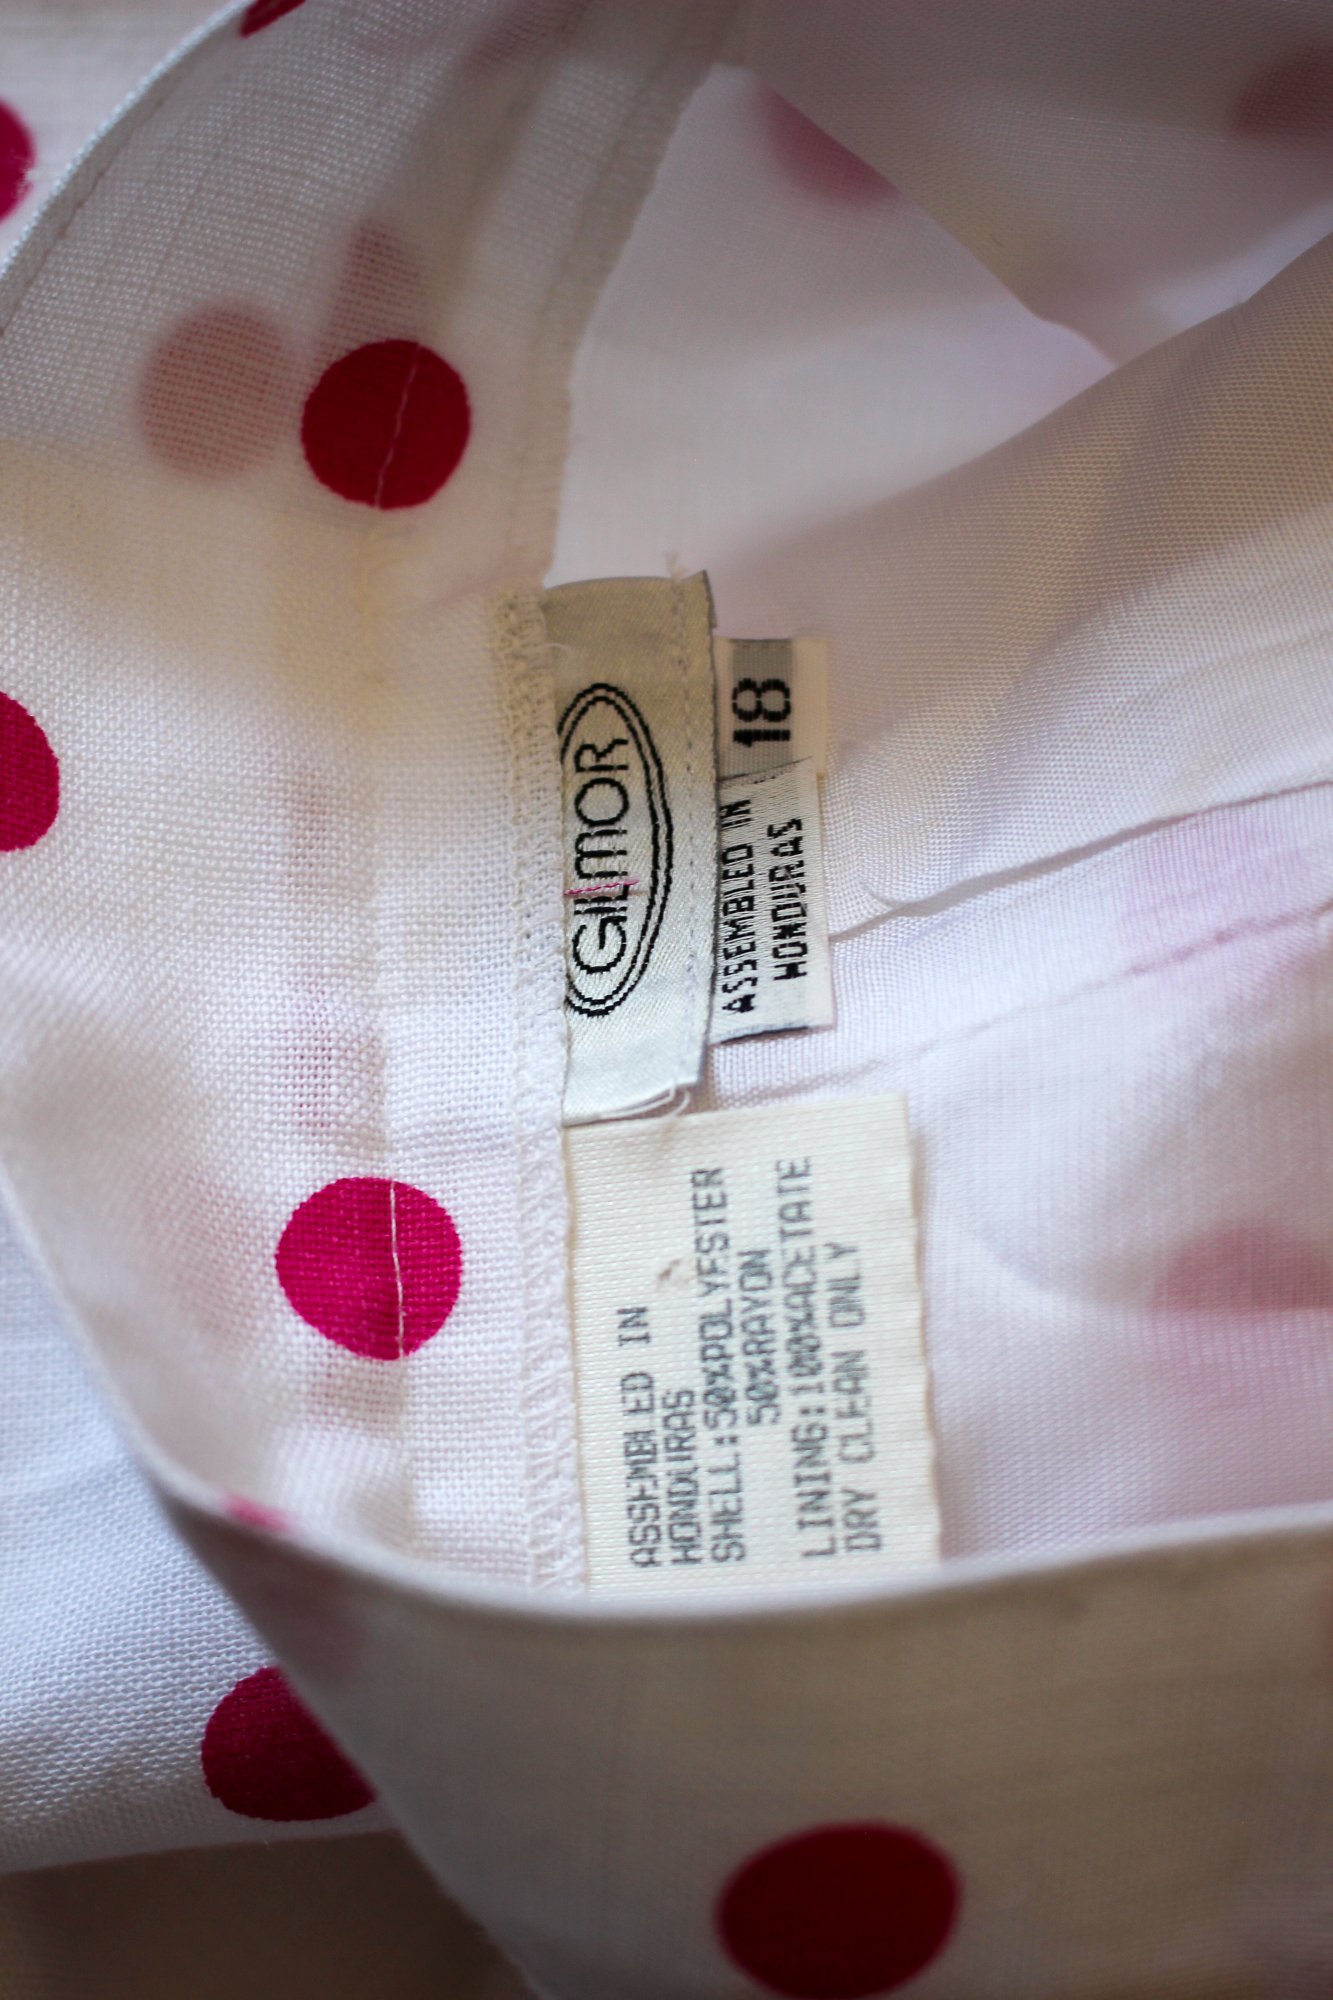 GILMOR
18
ASSEMBLED IN
HONDURAS
ASSEMBLED IN
HONDURAS
SHELL:50%POLYESTER
50%RAYON
LINING:100%ACETATE
DRY CLEAN ONLY